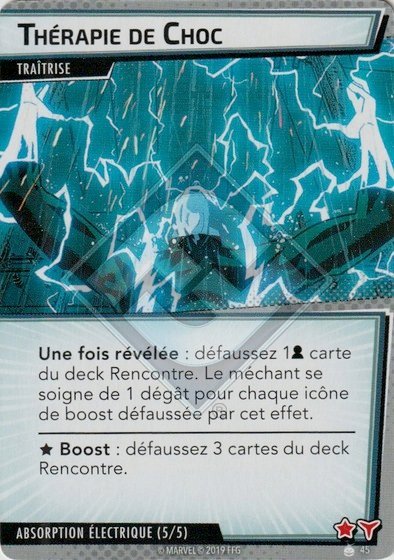 THÉRAPIE DE CHOC
TRAÎTRISE
Une fois révélée : défaussez 1 carte
du deck Rencontre. Le méchant se
soigne de 1 dégât pour chaque icône
de boost défaussée par cet effet.
★ Boost : défaussez 3 cartes du deck
Rencontre.
ABSORPTION ÉLECTRIQUE (5/5)
© MARVEL © 2019 FFG
45